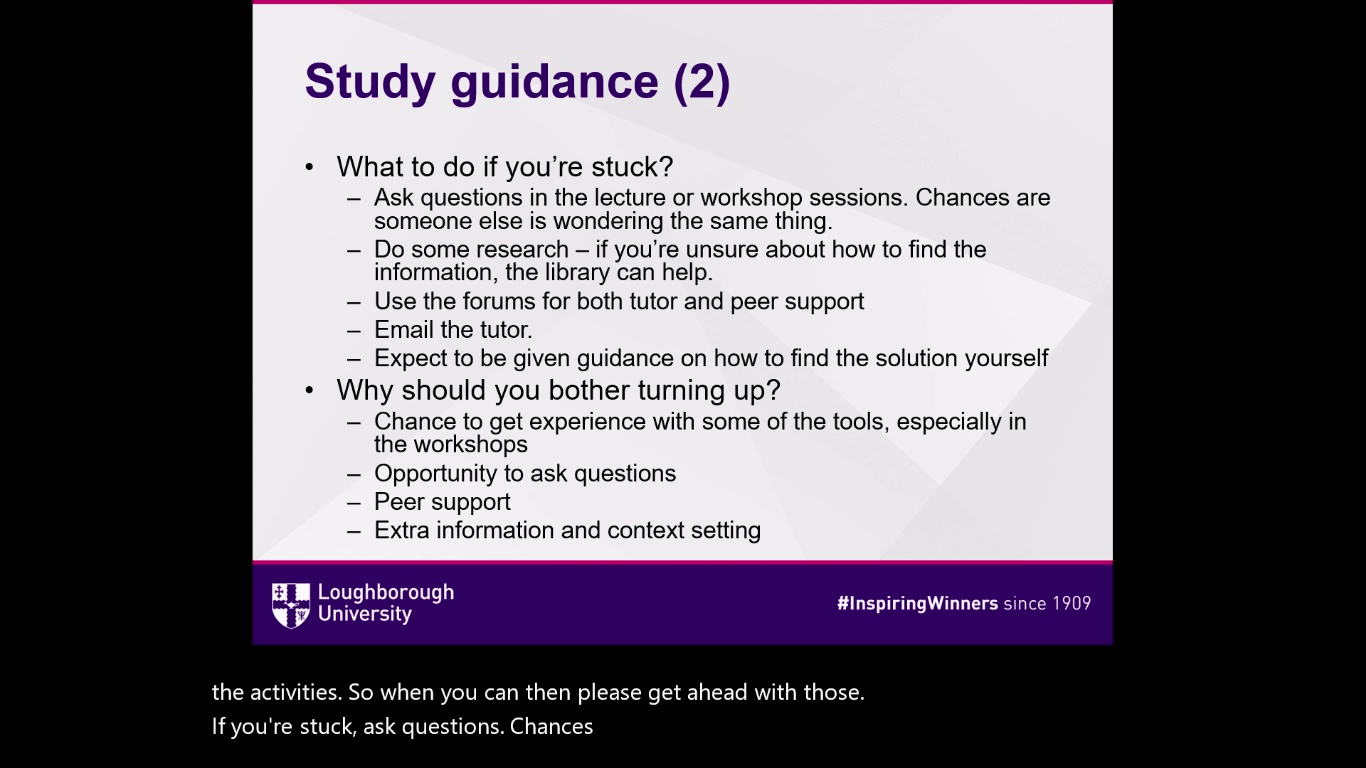 Study guidance (2)
• What to do if you’re stuck?
– Ask questions in the lecture or workshop sessions. Chances are
someone else is wondering the same thing.
– Do some research – if you’re unsure about how to find the
information, the library can help.
– Use the forums for both tutor and peer support
– Email the tutor.
– Expect to be given guidance on how to find the solution yourself
• Why should you bother turning up?
– Chance to get experience with some of the tools, especially in
the workshops
– Opportunity to ask questions
– Peer support
– Extra information and context setting
Loughborough
University
#InspiringWinners since 1909
the activities. So when you can then please get ahead with those.
If you're stuck, ask questions. Chances